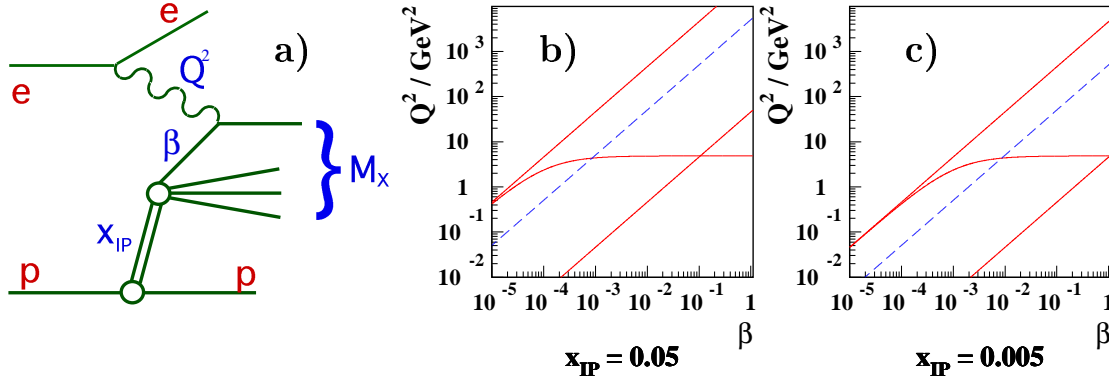 a)
e
e
Q²
β
M_X
x_IP
p
p
b)
Q² / GeV²
10³
10²
10
1
10⁻¹
10⁻²
10⁻⁵ 10⁻⁴ 10⁻³ 10⁻² 10⁻¹ 1
β
x_IP = 0.05
c)
Q² / GeV²
10³
10²
10
1
10⁻¹
10⁻²
10⁻⁵ 10⁻⁴ 10⁻³ 10⁻² 10⁻¹ 1
β
x_IP = 0.005